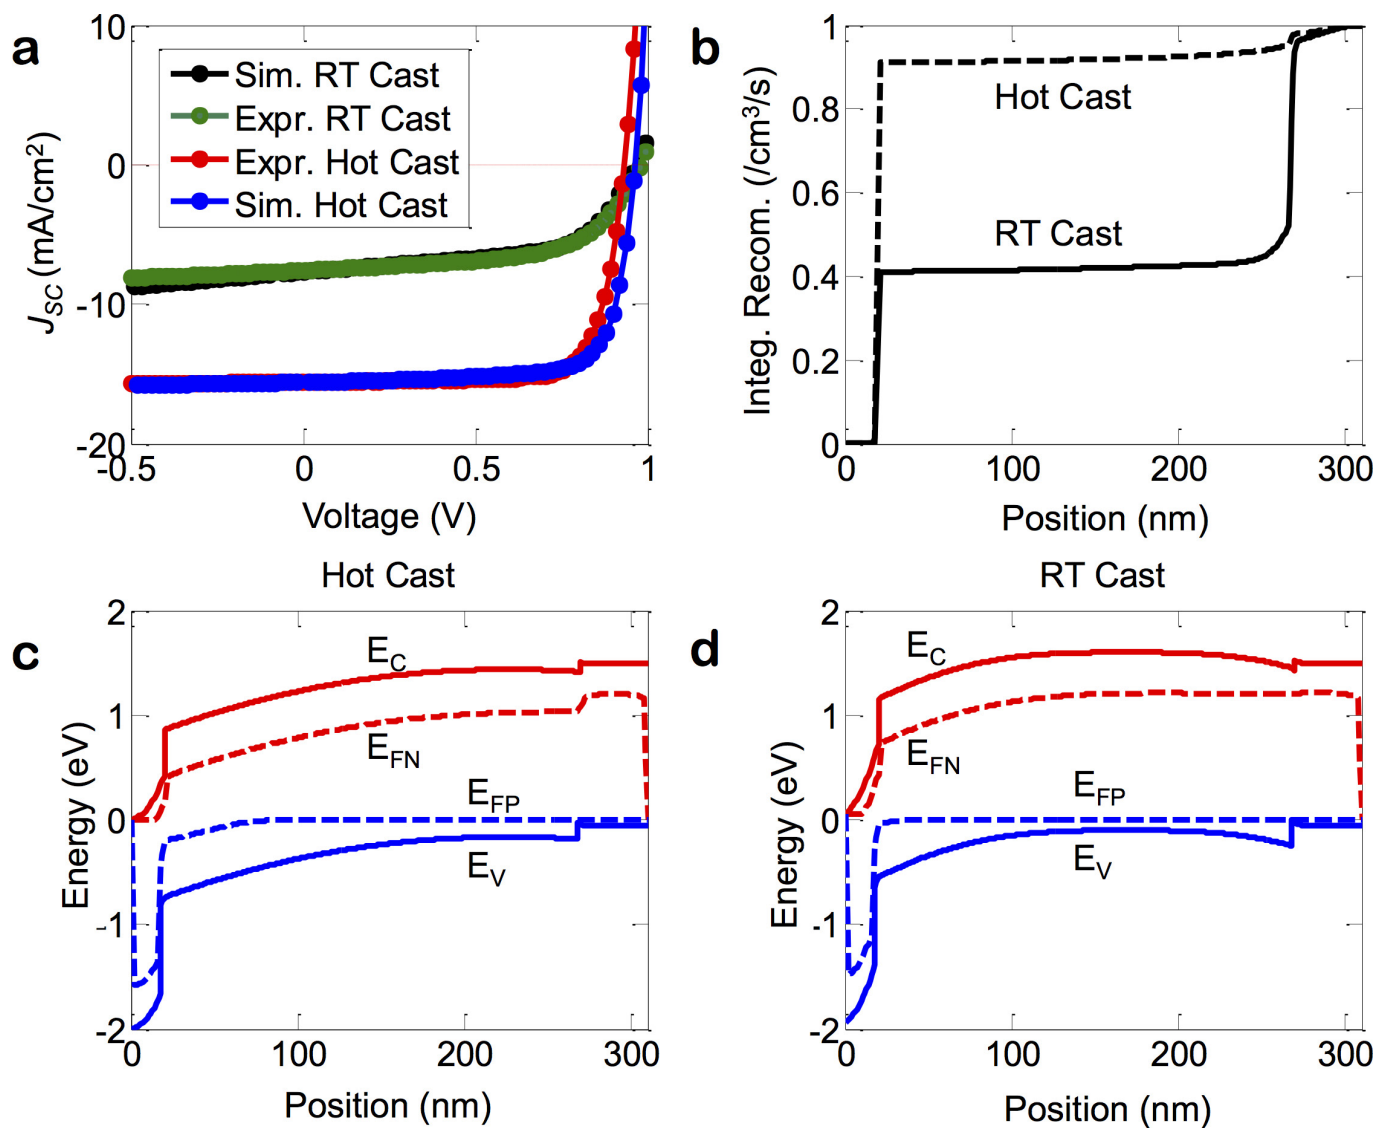 a
10
0
-10
-20
-0.5
0
0.5
1
J_SC (mA/cm²)
Voltage (V)
Sim. RT Cast
Expr. RT Cast
Expr. Hot Cast
Sim. Hot Cast
b
1
0.8
0.6
0.4
0.2
0
0
100
200
300
Integ. Recom. (/cm³/s)
Position (nm)
Hot Cast
RT Cast
Hot Cast
c
2
1
0
-1
-2
0
100
200
300
Energy (eV)
Position (nm)
E_C
E_FN
E_FP
E_V
RT Cast
d
2
1
0
-1
-2
0
100
200
300
Energy (eV)
Position (nm)
E_C
E_FN
E_FP
E_V